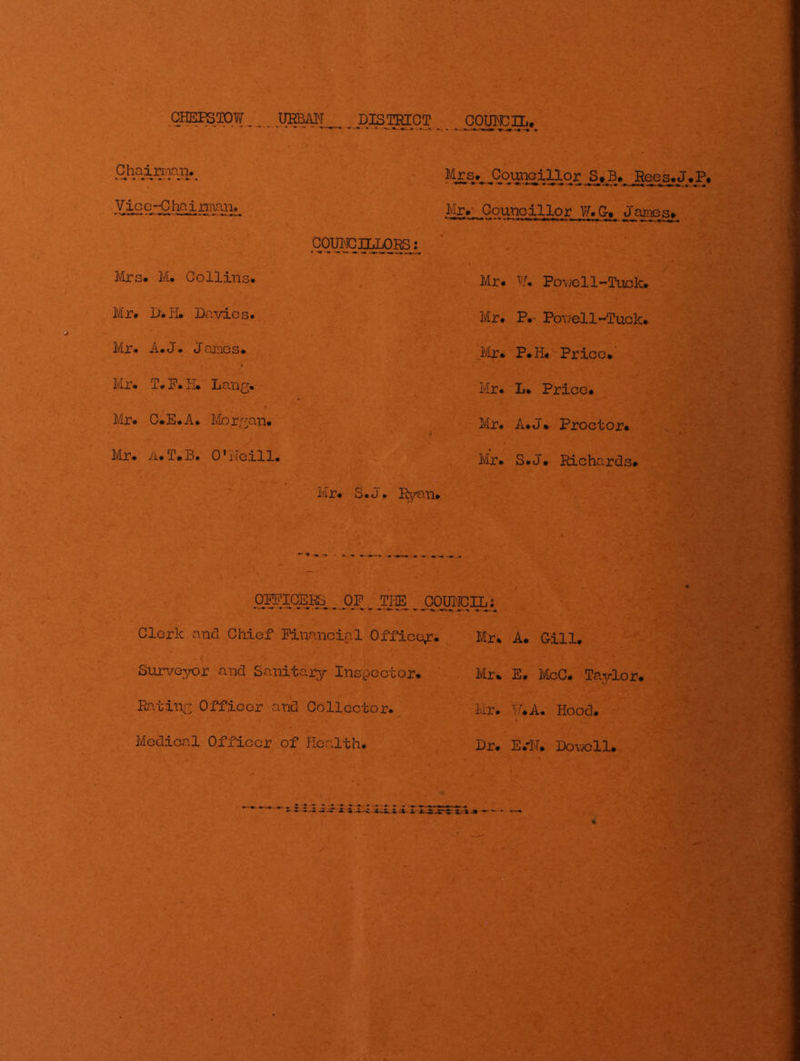 CHEPSTOW URBAN DISTRICT COUNCIL.
Chairman. Mrs. Councillor S.B. Rees.J.P.
Vice-Chairman. Mr. Councillor W.G. James.
COUNCILLORS:
Mrs. M. Collins. Mr. W. Powell-Tuck.
Mr. D.H. Davies. Mr. P. Powell-Tuck.
Mr. A.J. James. Mr. P.H. Price.
Mr. T.F.H. Lang. Mr. L. Price.
Mr. C.E.A. Morgan. Mr. A.J. Proctor.
Mr. A.T.B. O'Neill. Mr. S.J. Richards.
Mr. S.J. Ryan.
OFFICERS OF THE COUNCIL:
Clerk and Chief Financial Officer. Mr. A. Gill.
Surveyor and Sanitary Inspector. Mr. E. McC. Taylor.
Rating Officer and Collector. Mr. W.A. Hood.
Medical Officer of Health. Dr. E.N. Dowell.